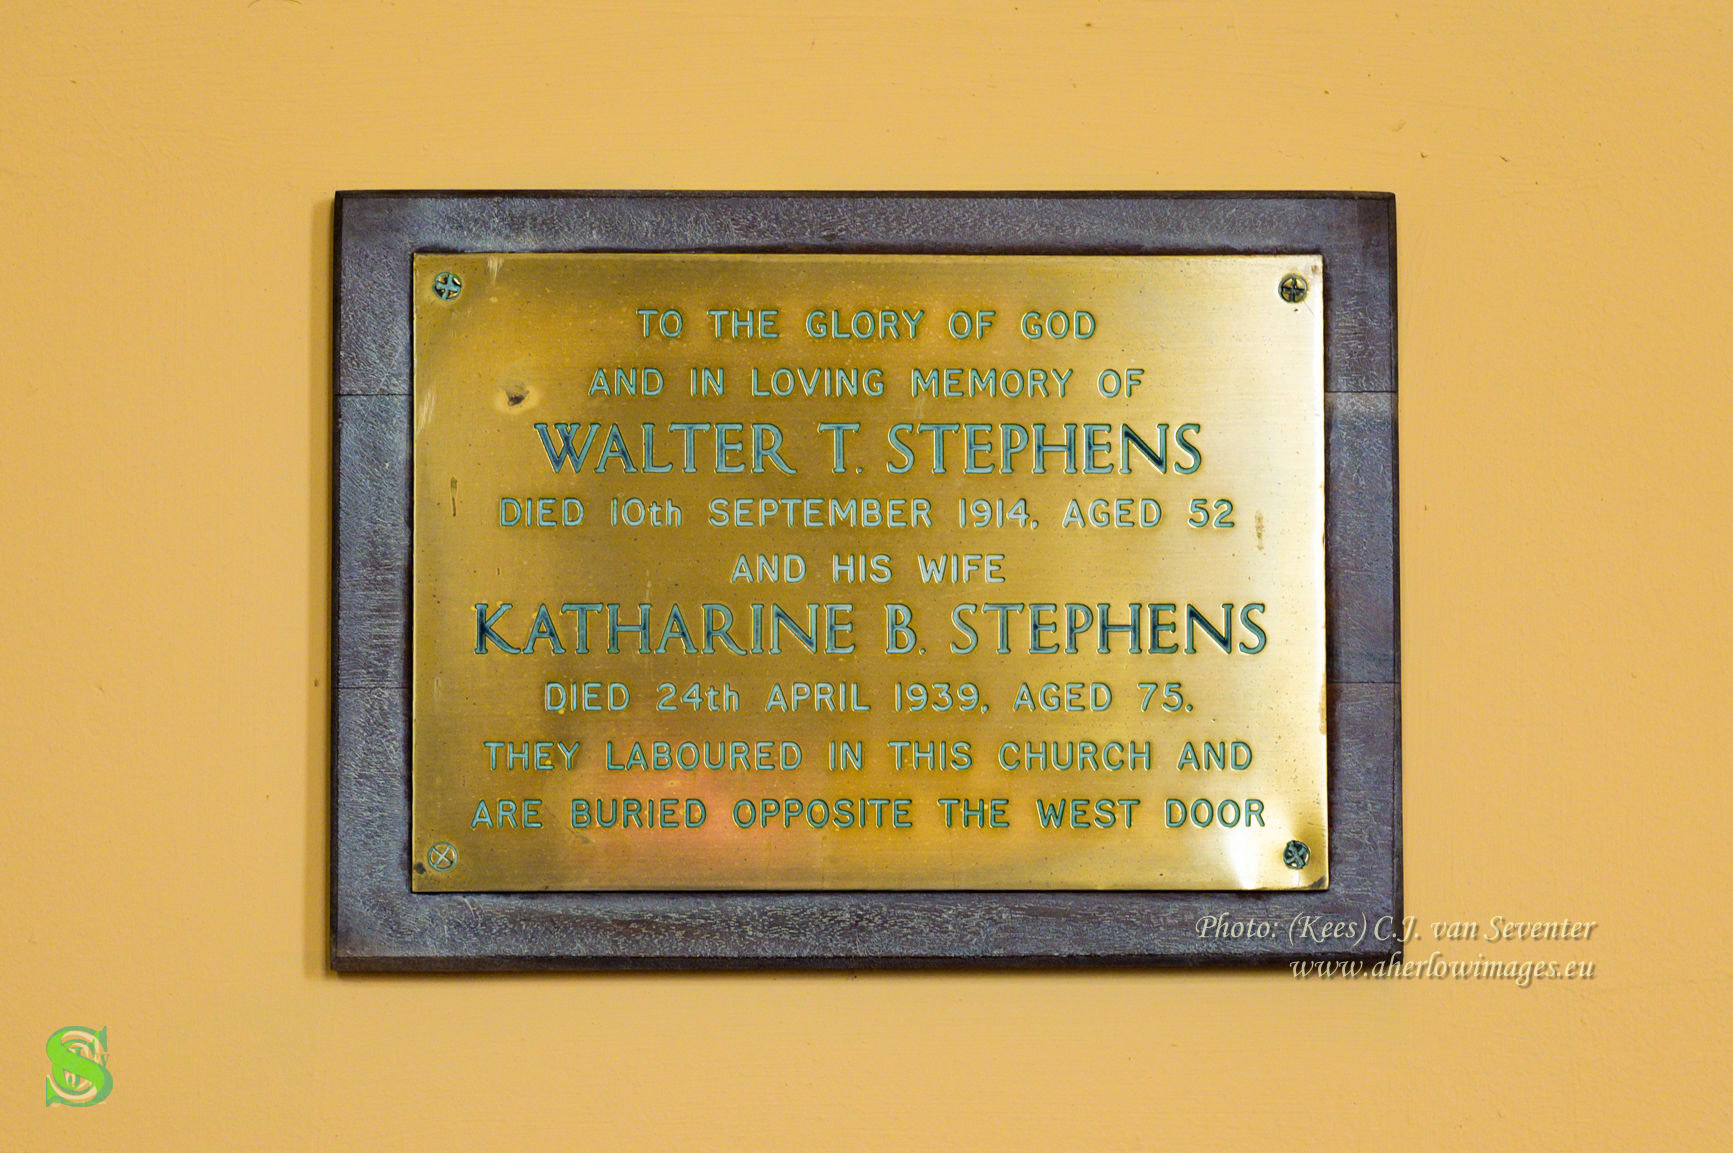 TO THE GLORY OF GOD
AND IN LOVING MEMORY OF
WALTER T. STEPHENS
DIED 10th SEPTEMBER 1914, AGED 52
AND HIS WIFE
KATHARINE B. STEPHENS
DIED 24th APRIL 1939, AGED 75.
THEY LABOURED IN THIS CHURCH AND
ARE BURIED OPPOSITE THE WEST DOOR
Photo: (Kees) C.J. van Seventer
www.aherlowimages.eu